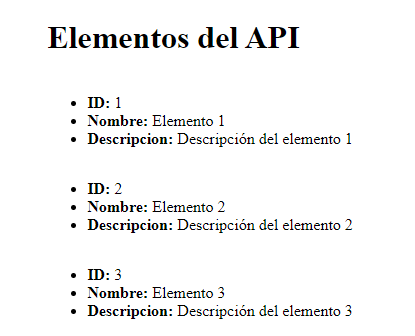 Elementos del API
ID: 1
Nombre: Elemento 1
Descripcion: Descripción del elemento 1
ID: 2
Nombre: Elemento 2
Descripcion: Descripción del elemento 2
ID: 3
Nombre: Elemento 3
Descripcion: Descripción del elemento 3